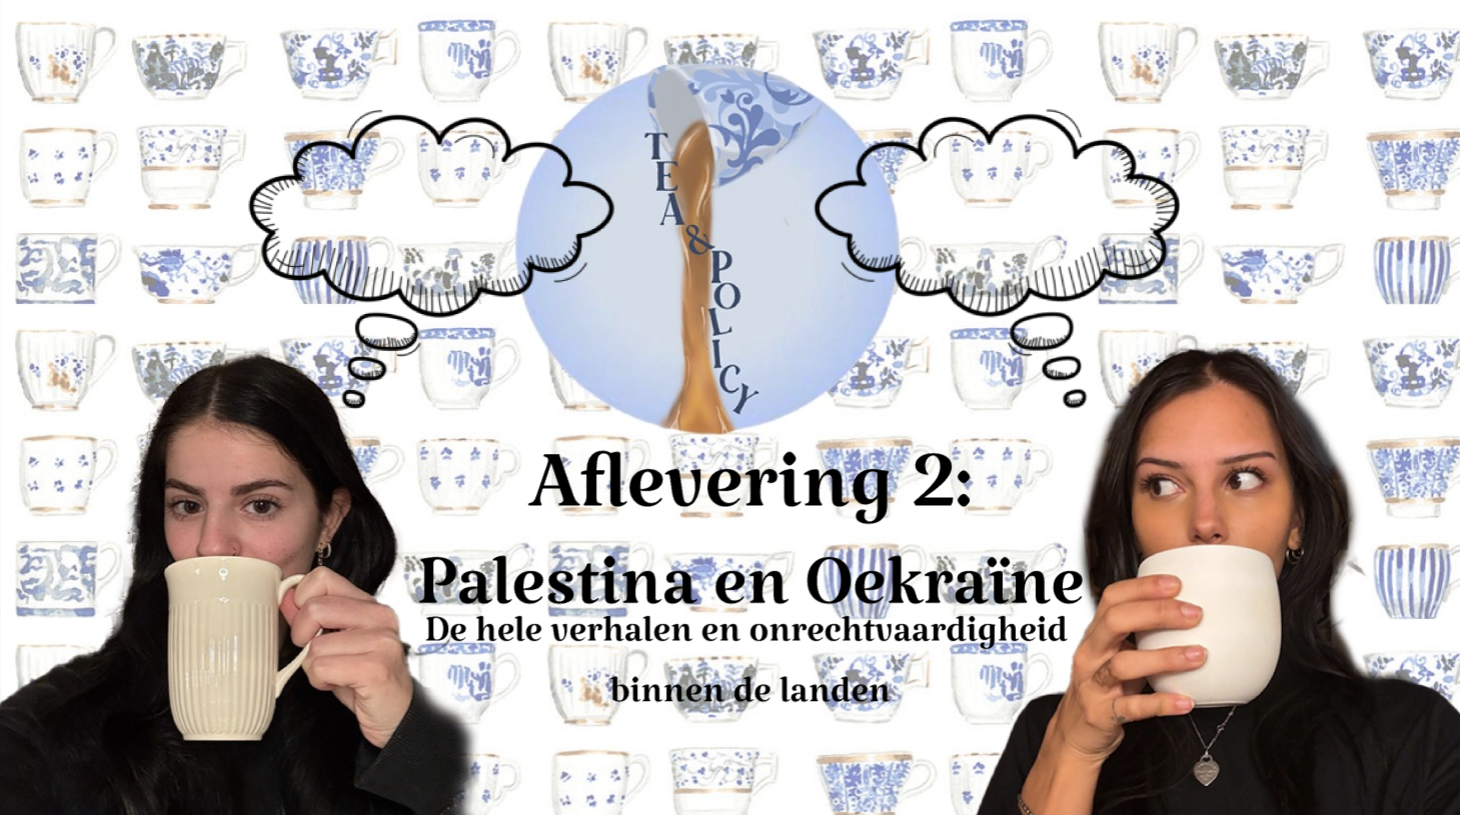 TEA
&
POLICY
Aflevering 2:
Palestina en Oekraïne
De hele verhalen en onrechtvaardigheid
binnen de landen